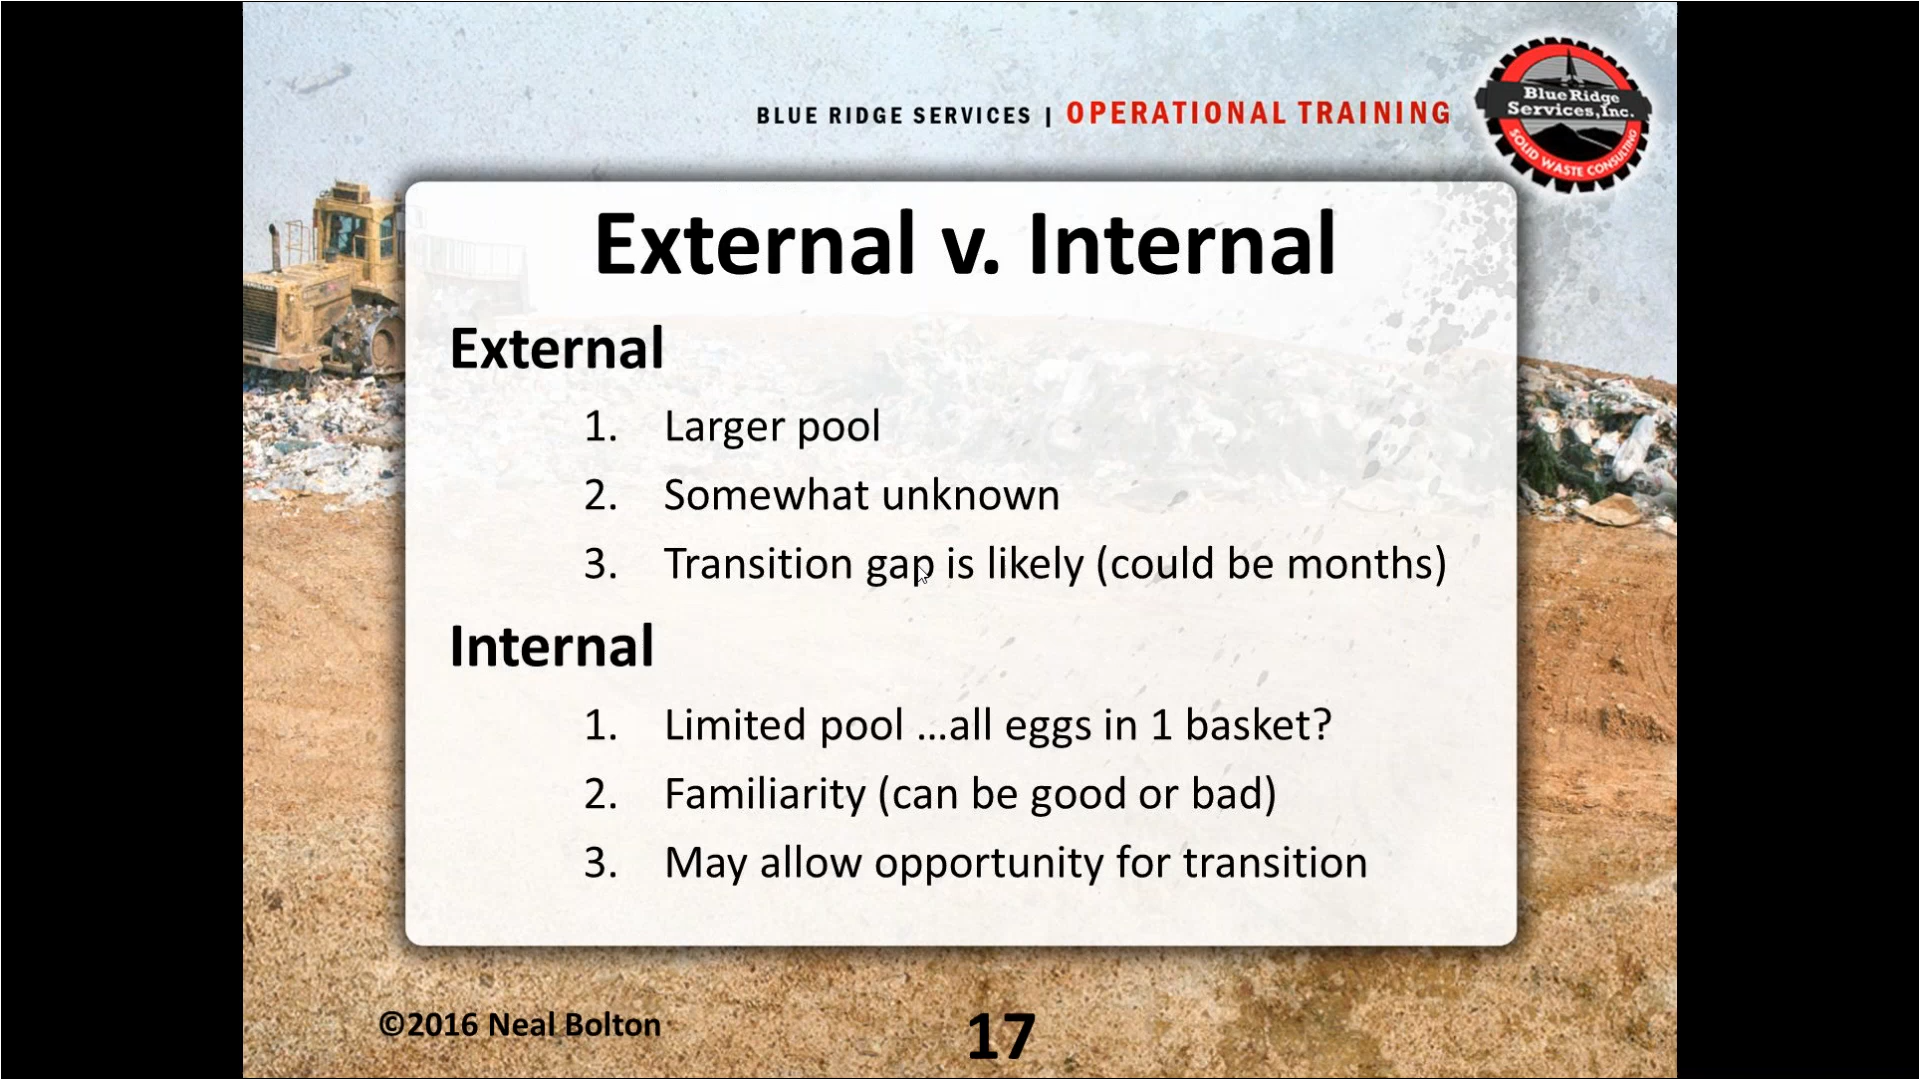 BLUE RIDGE SERVICES | OPERATIONAL TRAINING
Blue Ridge
Services, Inc.
SOLID WASTE CONSULTING
External v. Internal
External
1. Larger pool
2. Somewhat unknown
3. Transition gap is likely (could be months)
Internal
1. Limited pool ...all eggs in 1 basket?
2. Familiarity (can be good or bad)
3. May allow opportunity for transition
©2016 Neal Bolton
17